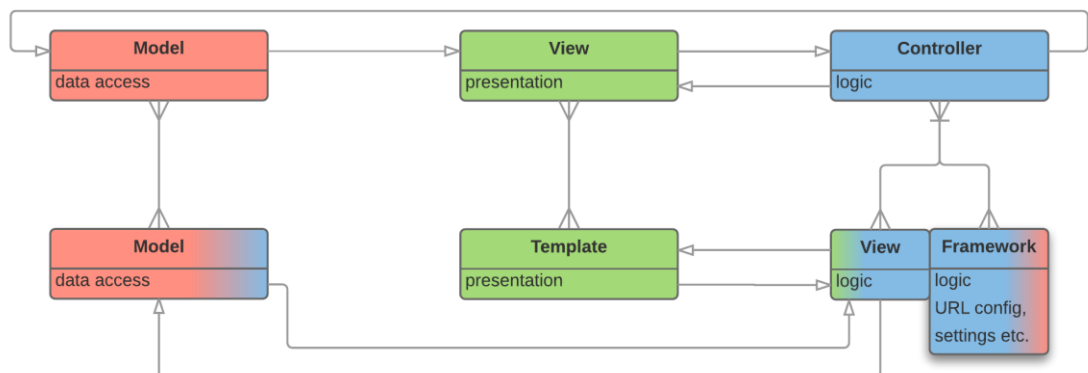 Model
data access
View
presentation
Controller
logic
Model
data access
Template
presentation
View
logic
Framework
logic
URL config,
settings etc.